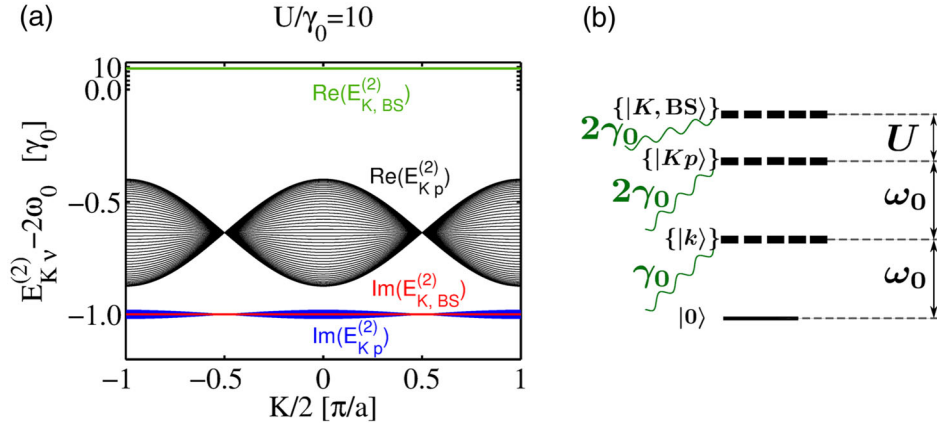 (a)
U/γ₀=10
E⁽²⁾_{K ν} −2ω₀ [γ₀]
10
0.0
−0.5
−1.0
Re(E⁽²⁾_{K, BS})
Re(E⁽²⁾_{K p})
Im(E⁽²⁾_{K, BS})
Im(E⁽²⁾_{K p})
−1
−0.5
0
0.5
1
K/2 [π/a]
(b)
{|K, BS⟩}
2γ₀
U
{|Kp⟩}
2γ₀
ω₀
{|k⟩}
γ₀
ω₀
|0⟩